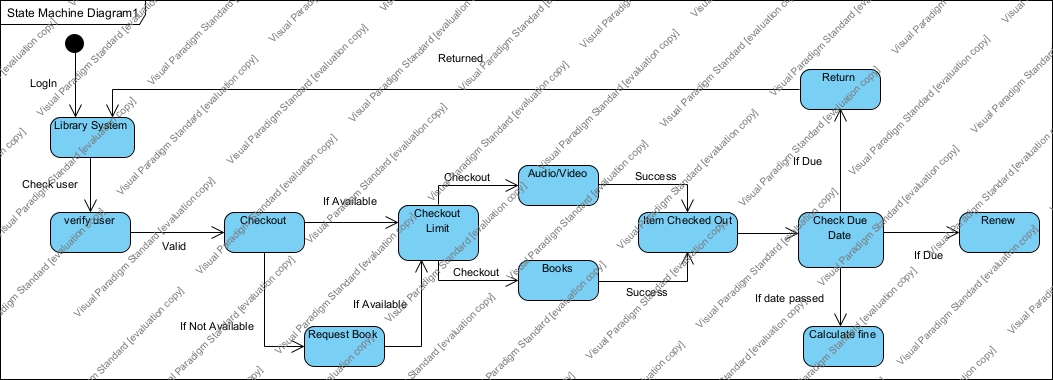 State Machine Diagram1
LogIn
Returned
Return
Library System
Check user
If Due
Audio/Video
Checkout
Success
If Available
verify user
Valid
Checkout
Checkout
Limit
Item Checked Out
Check Due
Date
Renew
If Due
Books
Checkout
Success
If Available
If date passed
If Not Available
Request Book
Calculate fine
Visual Paradigm Standard [evaluation copy]